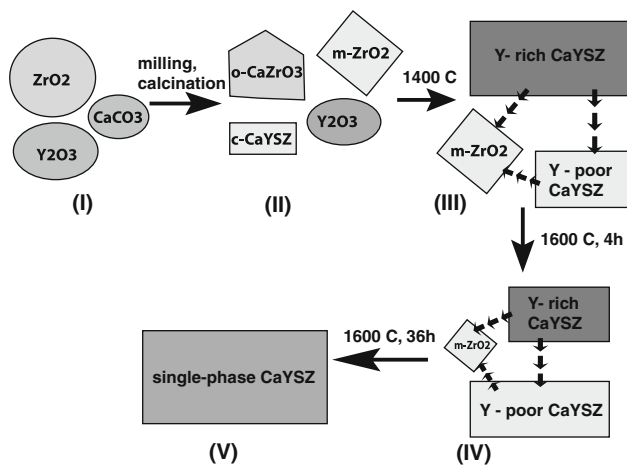 ZrO2
CaCO3
Y2O3
(I)
milling,
calcination
o-CaZrO3
m-ZrO2
c-CaYSZ
Y2O3
(II)
1400 C
Y- rich CaYSZ
m-ZrO2
Y - poor
CaYSZ
(III)
1600 C, 4h
Y- rich
CaYSZ
m-ZrO2
Y - poor CaYSZ
(IV)
1600 C, 36h
single-phase CaYSZ
(V)